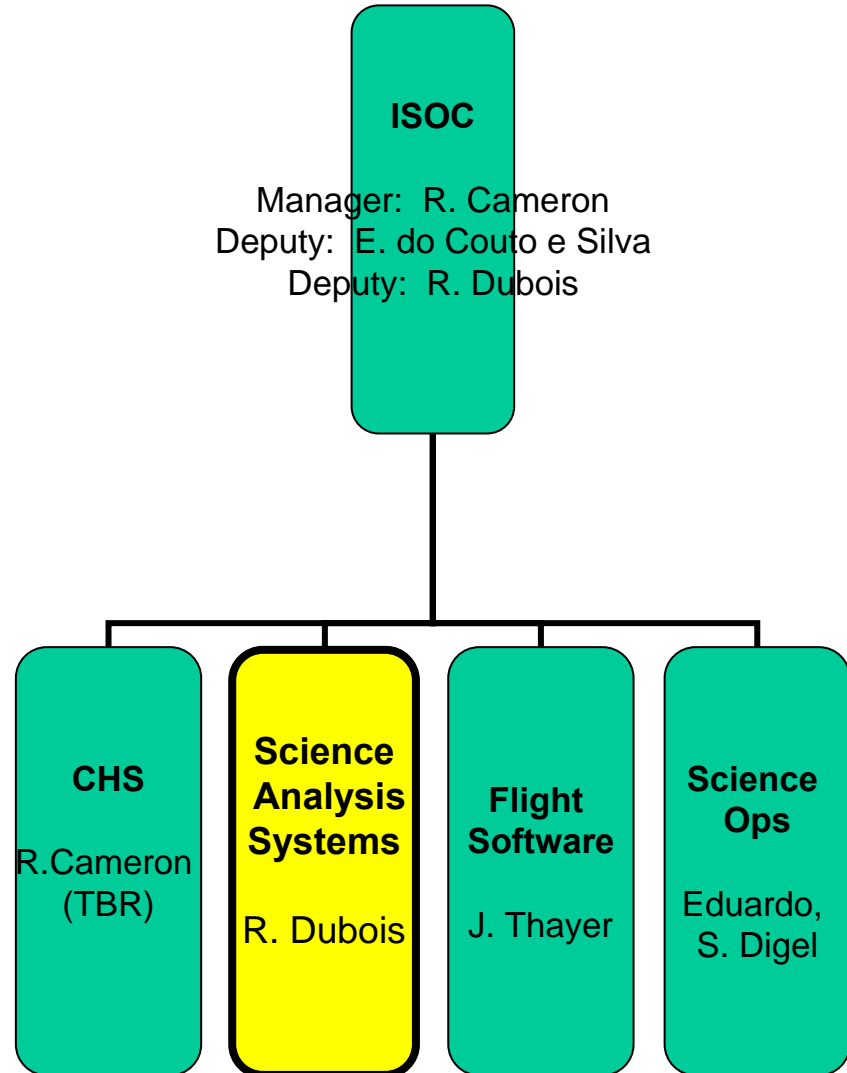 ISOC
Manager: R. Cameron
Deputy: E. do Couto e Silva
Deputy: R. Dubois
CHS
R.Cameron
(TBR)
Science
Analysis
Systems
R. Dubois
Flight
Software
J. Thayer
Science
Ops
Eduardo,
S. Digel